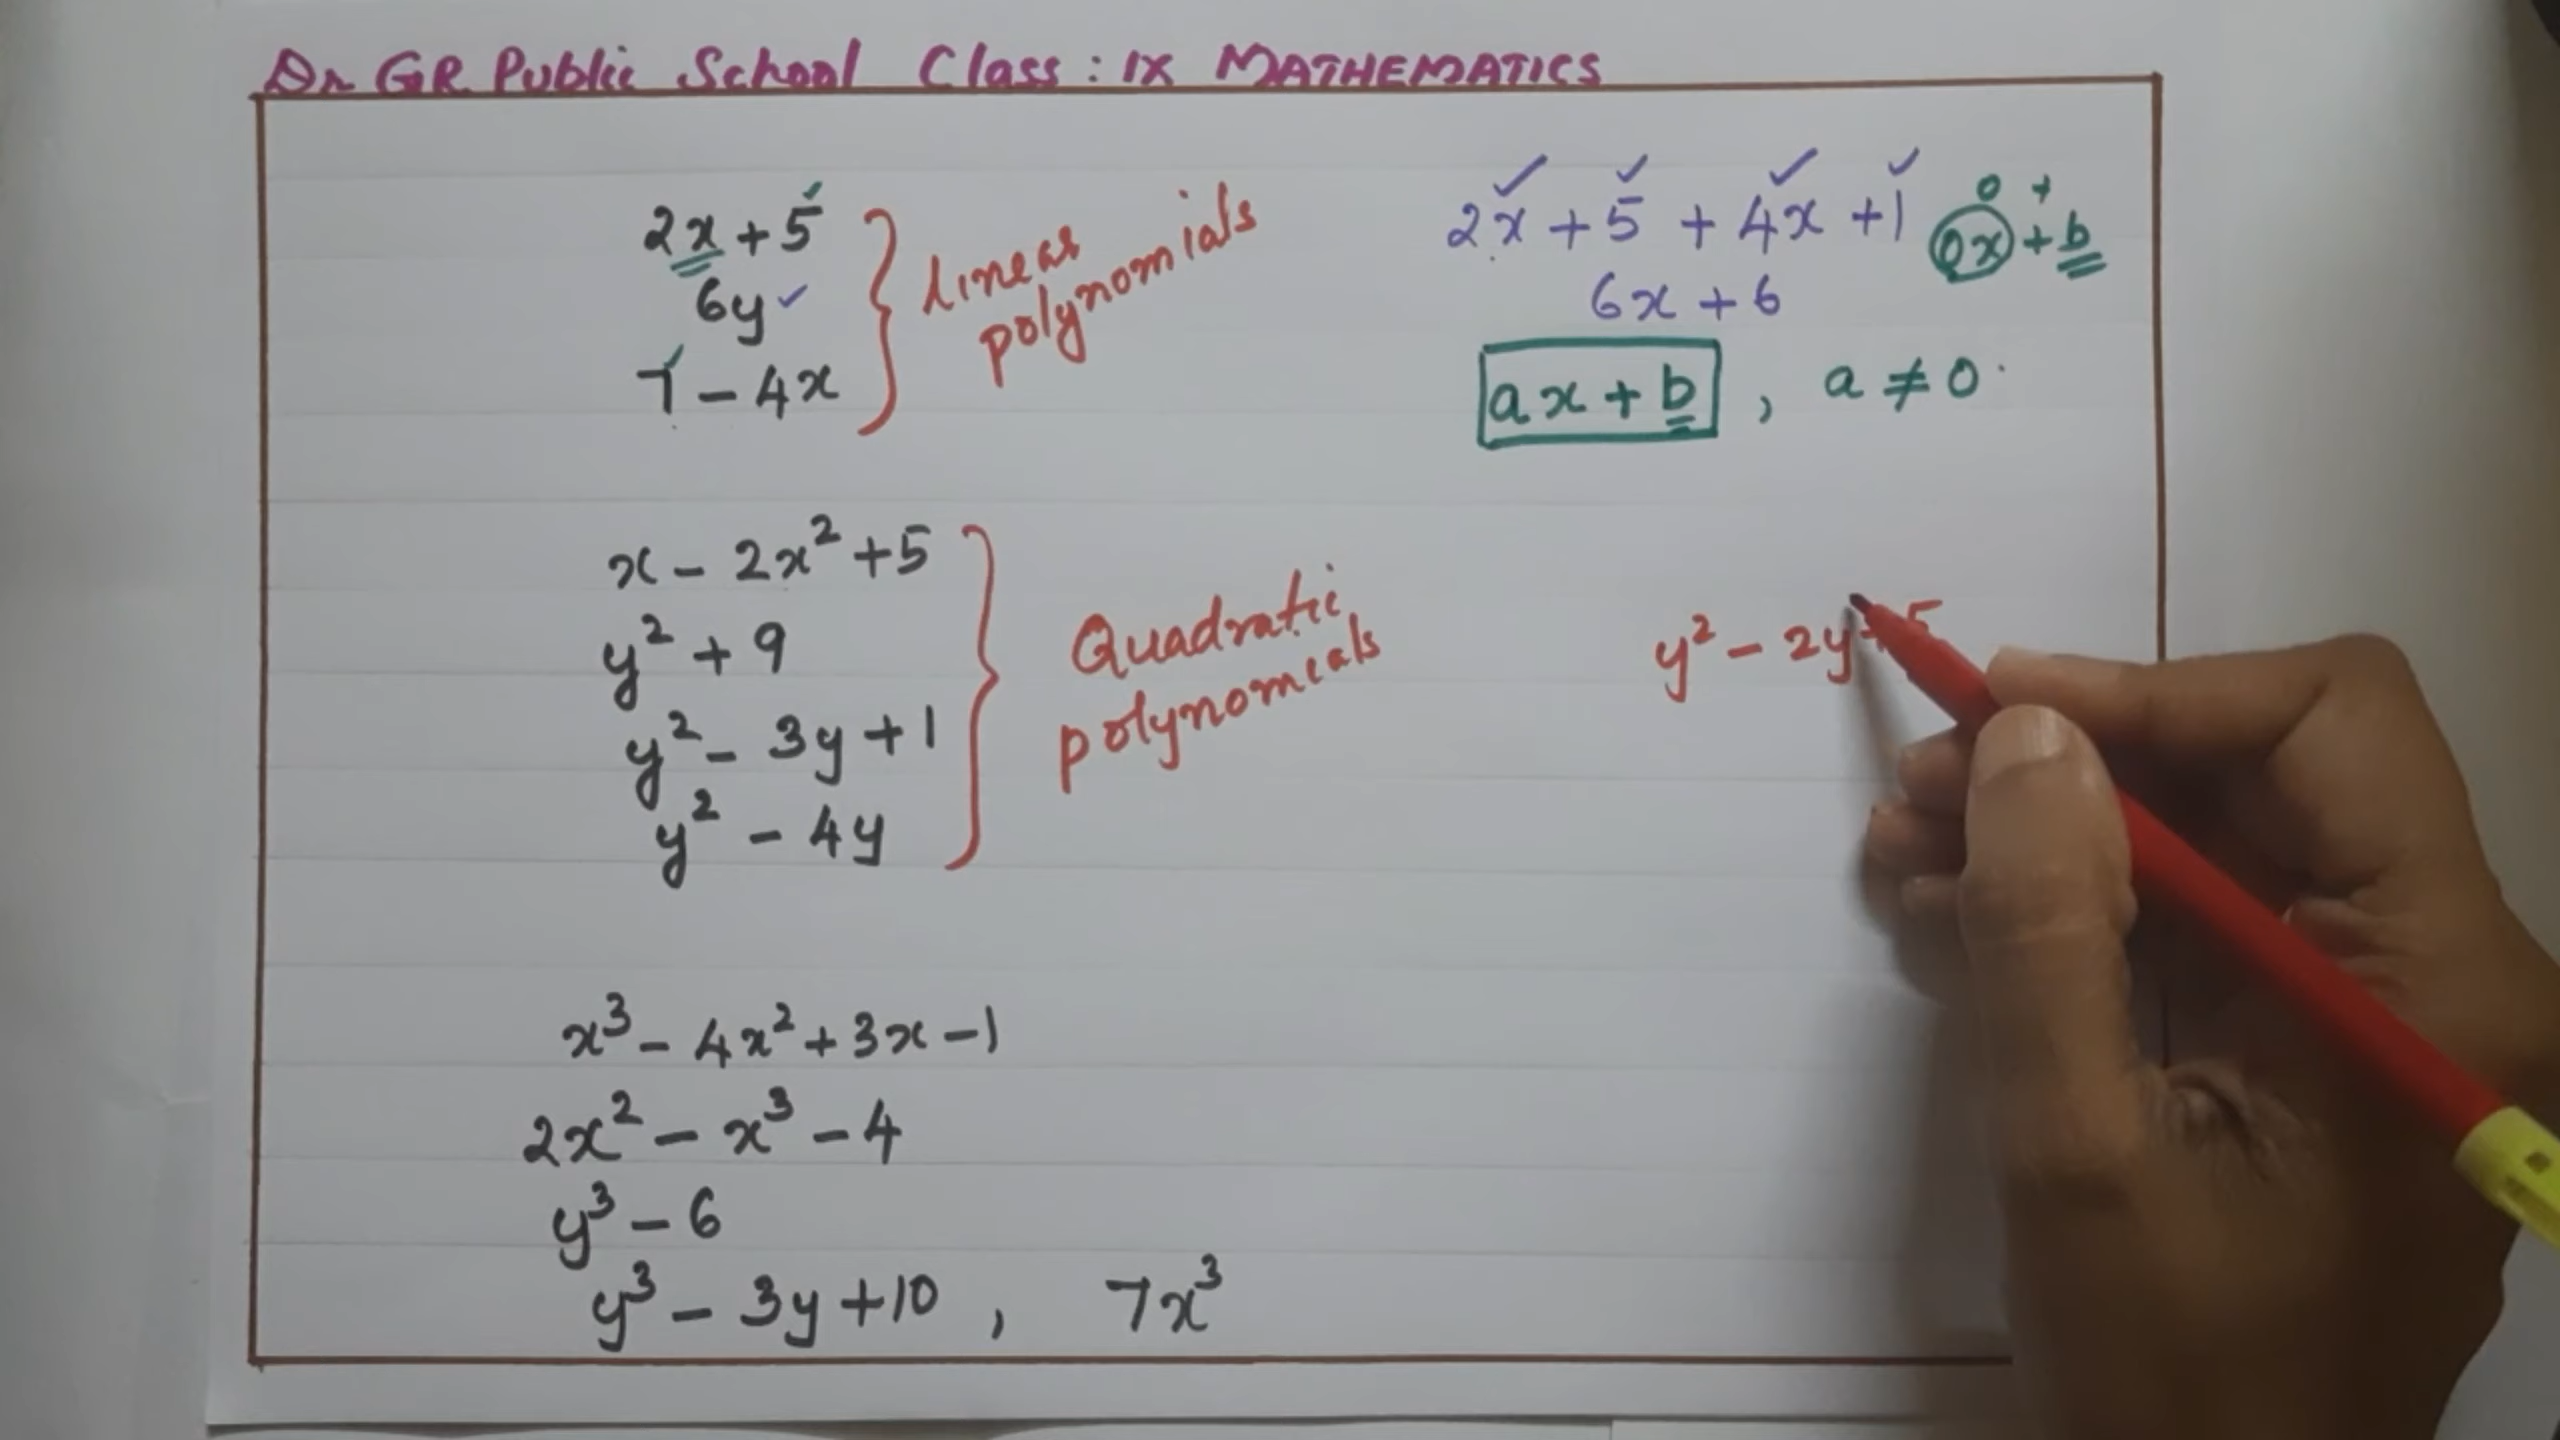 Dr GR Public School Class : IX MATHEMATICS
2x + 5
6y
7 - 4x
Linear
polynomials
2x + 5 + 4x + 1
6x + 6
0 +
0x + b
ax + b , a ≠ 0
x - 2x² + 5
y² + 9
y² - 3y + 1
y² - 4y
Quadratic
polynomials
y² - 2y + 5
x³ - 4x² + 3x - 1
2x² - x³ - 4
y³ - 6
y³ - 3y + 10 , 7x³